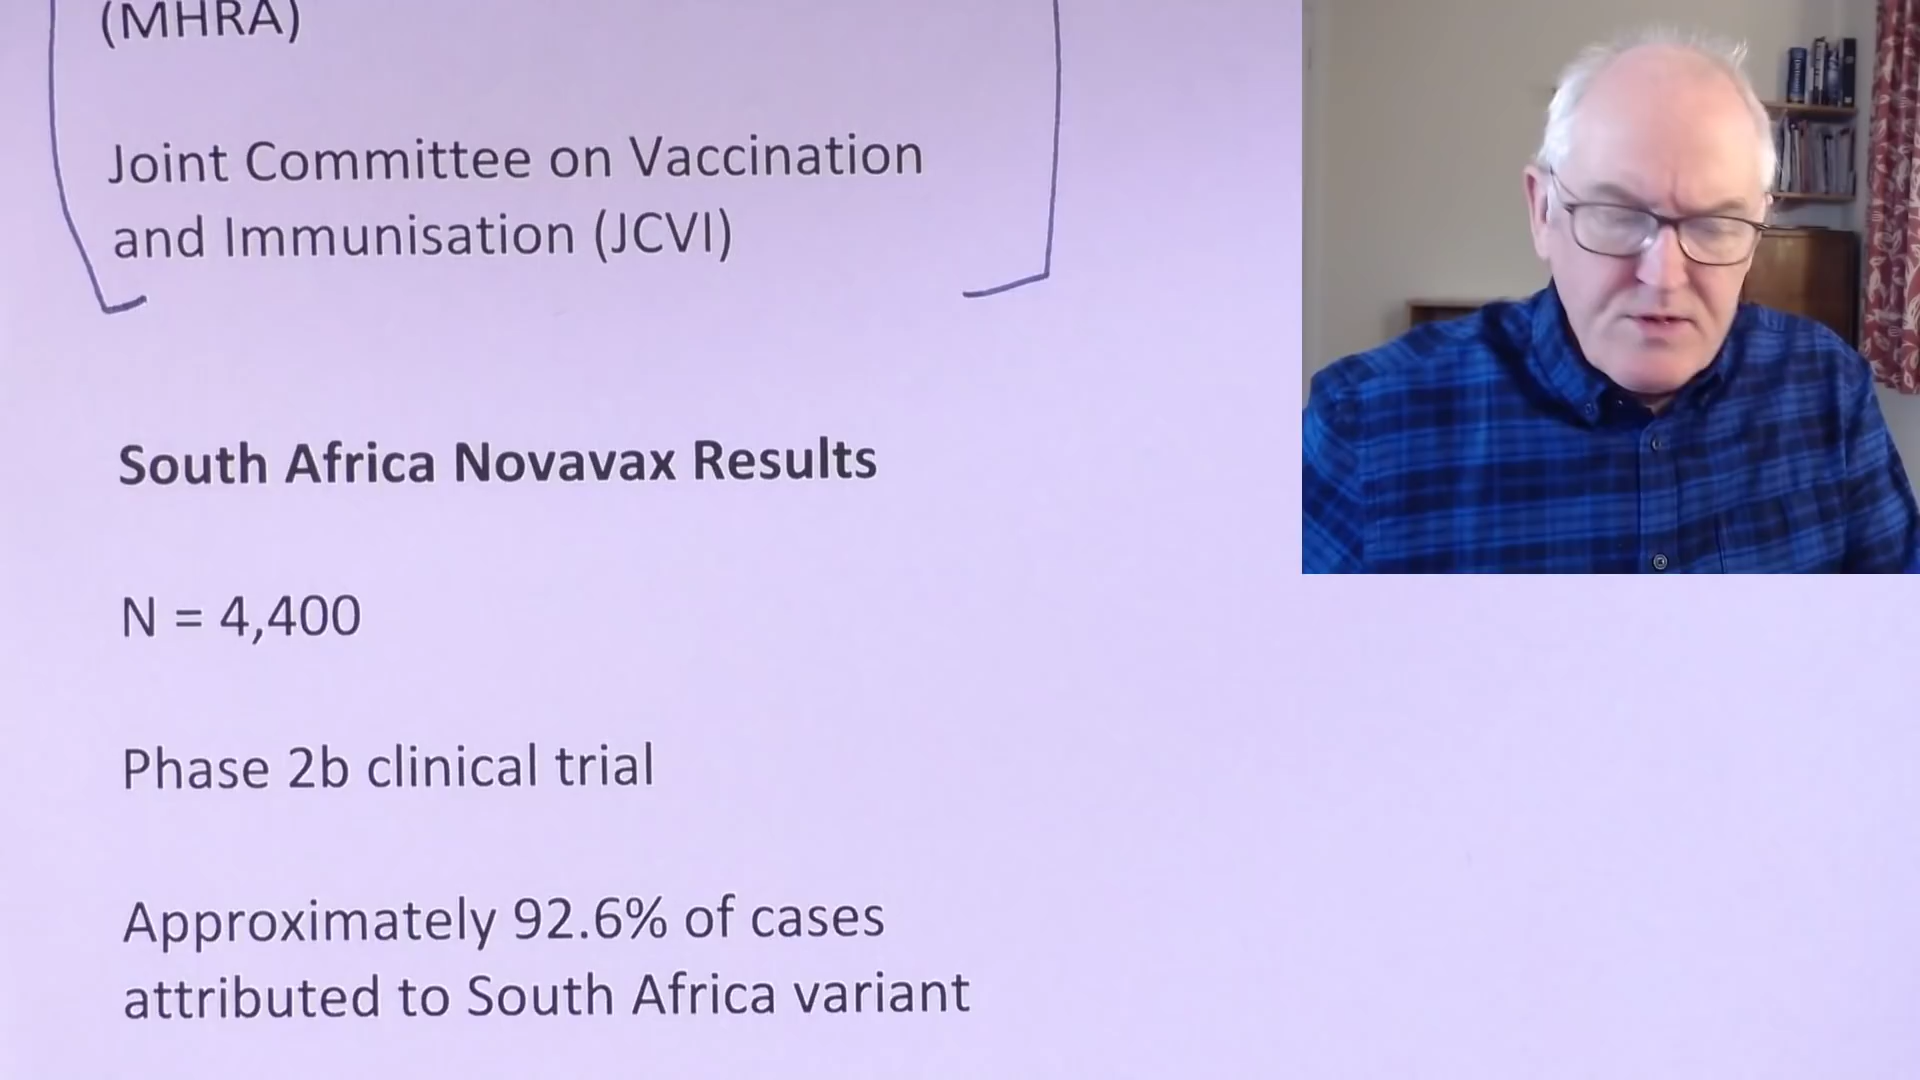 (MHRA)
Joint Committee on Vaccination
and Immunisation (JCVI)
South Africa Novavax Results
N = 4,400
Phase 2b clinical trial
Approximately 92.6% of cases
attributed to South Africa variant